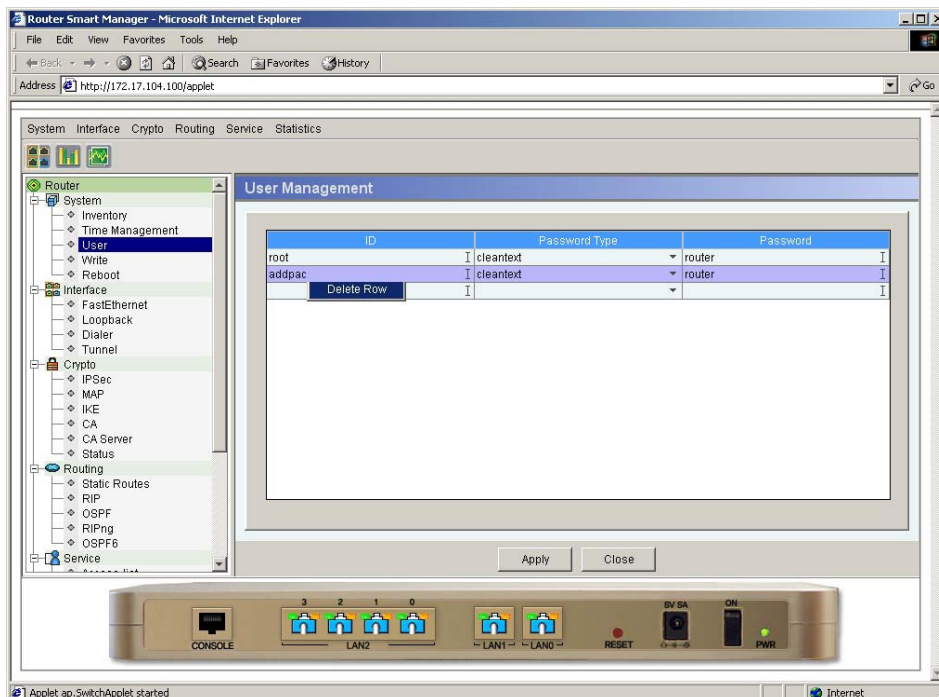 Router Smart Manager - Microsoft Internet Explorer
File Edit View Favorites Tools Help
Back Search Favorites History
Address http://172.17.104.100/applet Go
System Interface Crypto Routing Service Statistics
Router
System
Inventory
Time Management
User
Write
Reboot
Interface
FastEthernet
Loopback
Dialer
Tunnel
Crypto
IPSec
MAP
IKE
CA
CA Server
Status
Routing
Static Routes
RIP
OSPF
RIPng
OSPF6
Service
User Management
ID Password Type Password
root cleantext router
addpac cleantext router
Delete Row
Apply Close
3 2 1 0
5V 5A ON
CONSOLE LAN2 LAN1 LAN0 RESET PWR
Applet ap.SwitchApplet started Internet